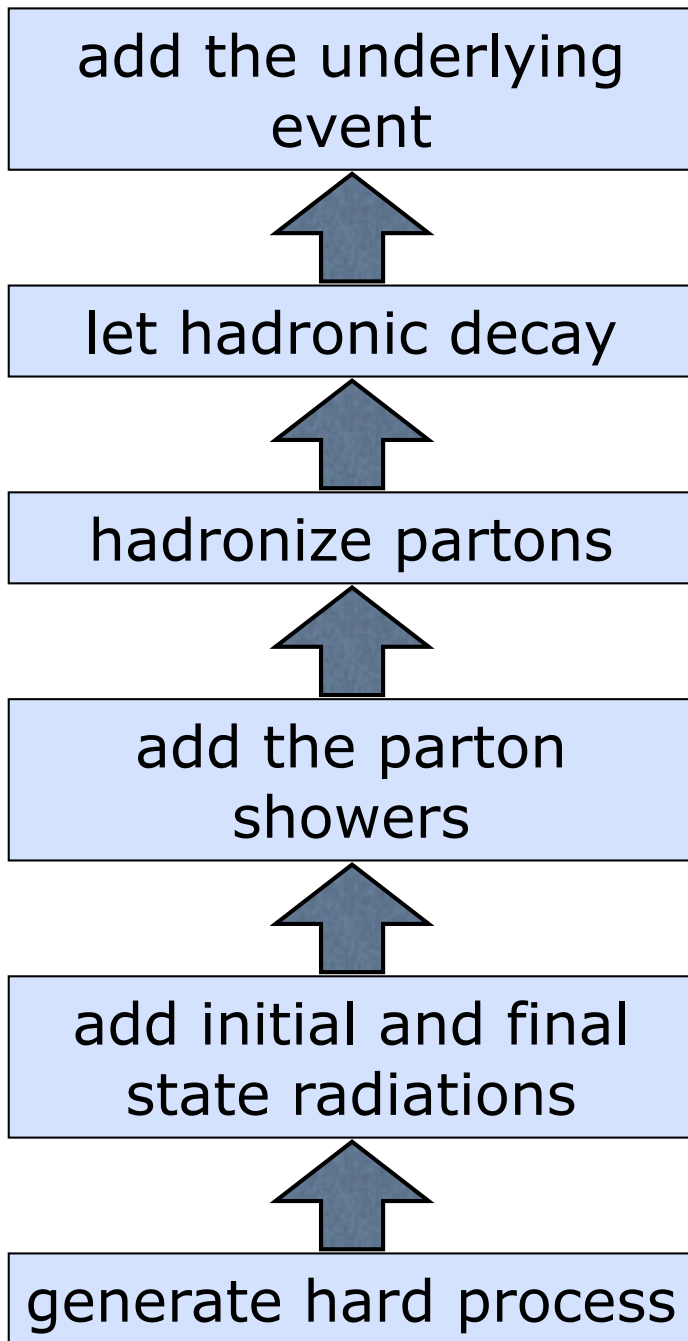 add the underlying
event
let hadronic decay
hadronize partons
add the parton
showers
add initial and final
state radiations
generate hard process